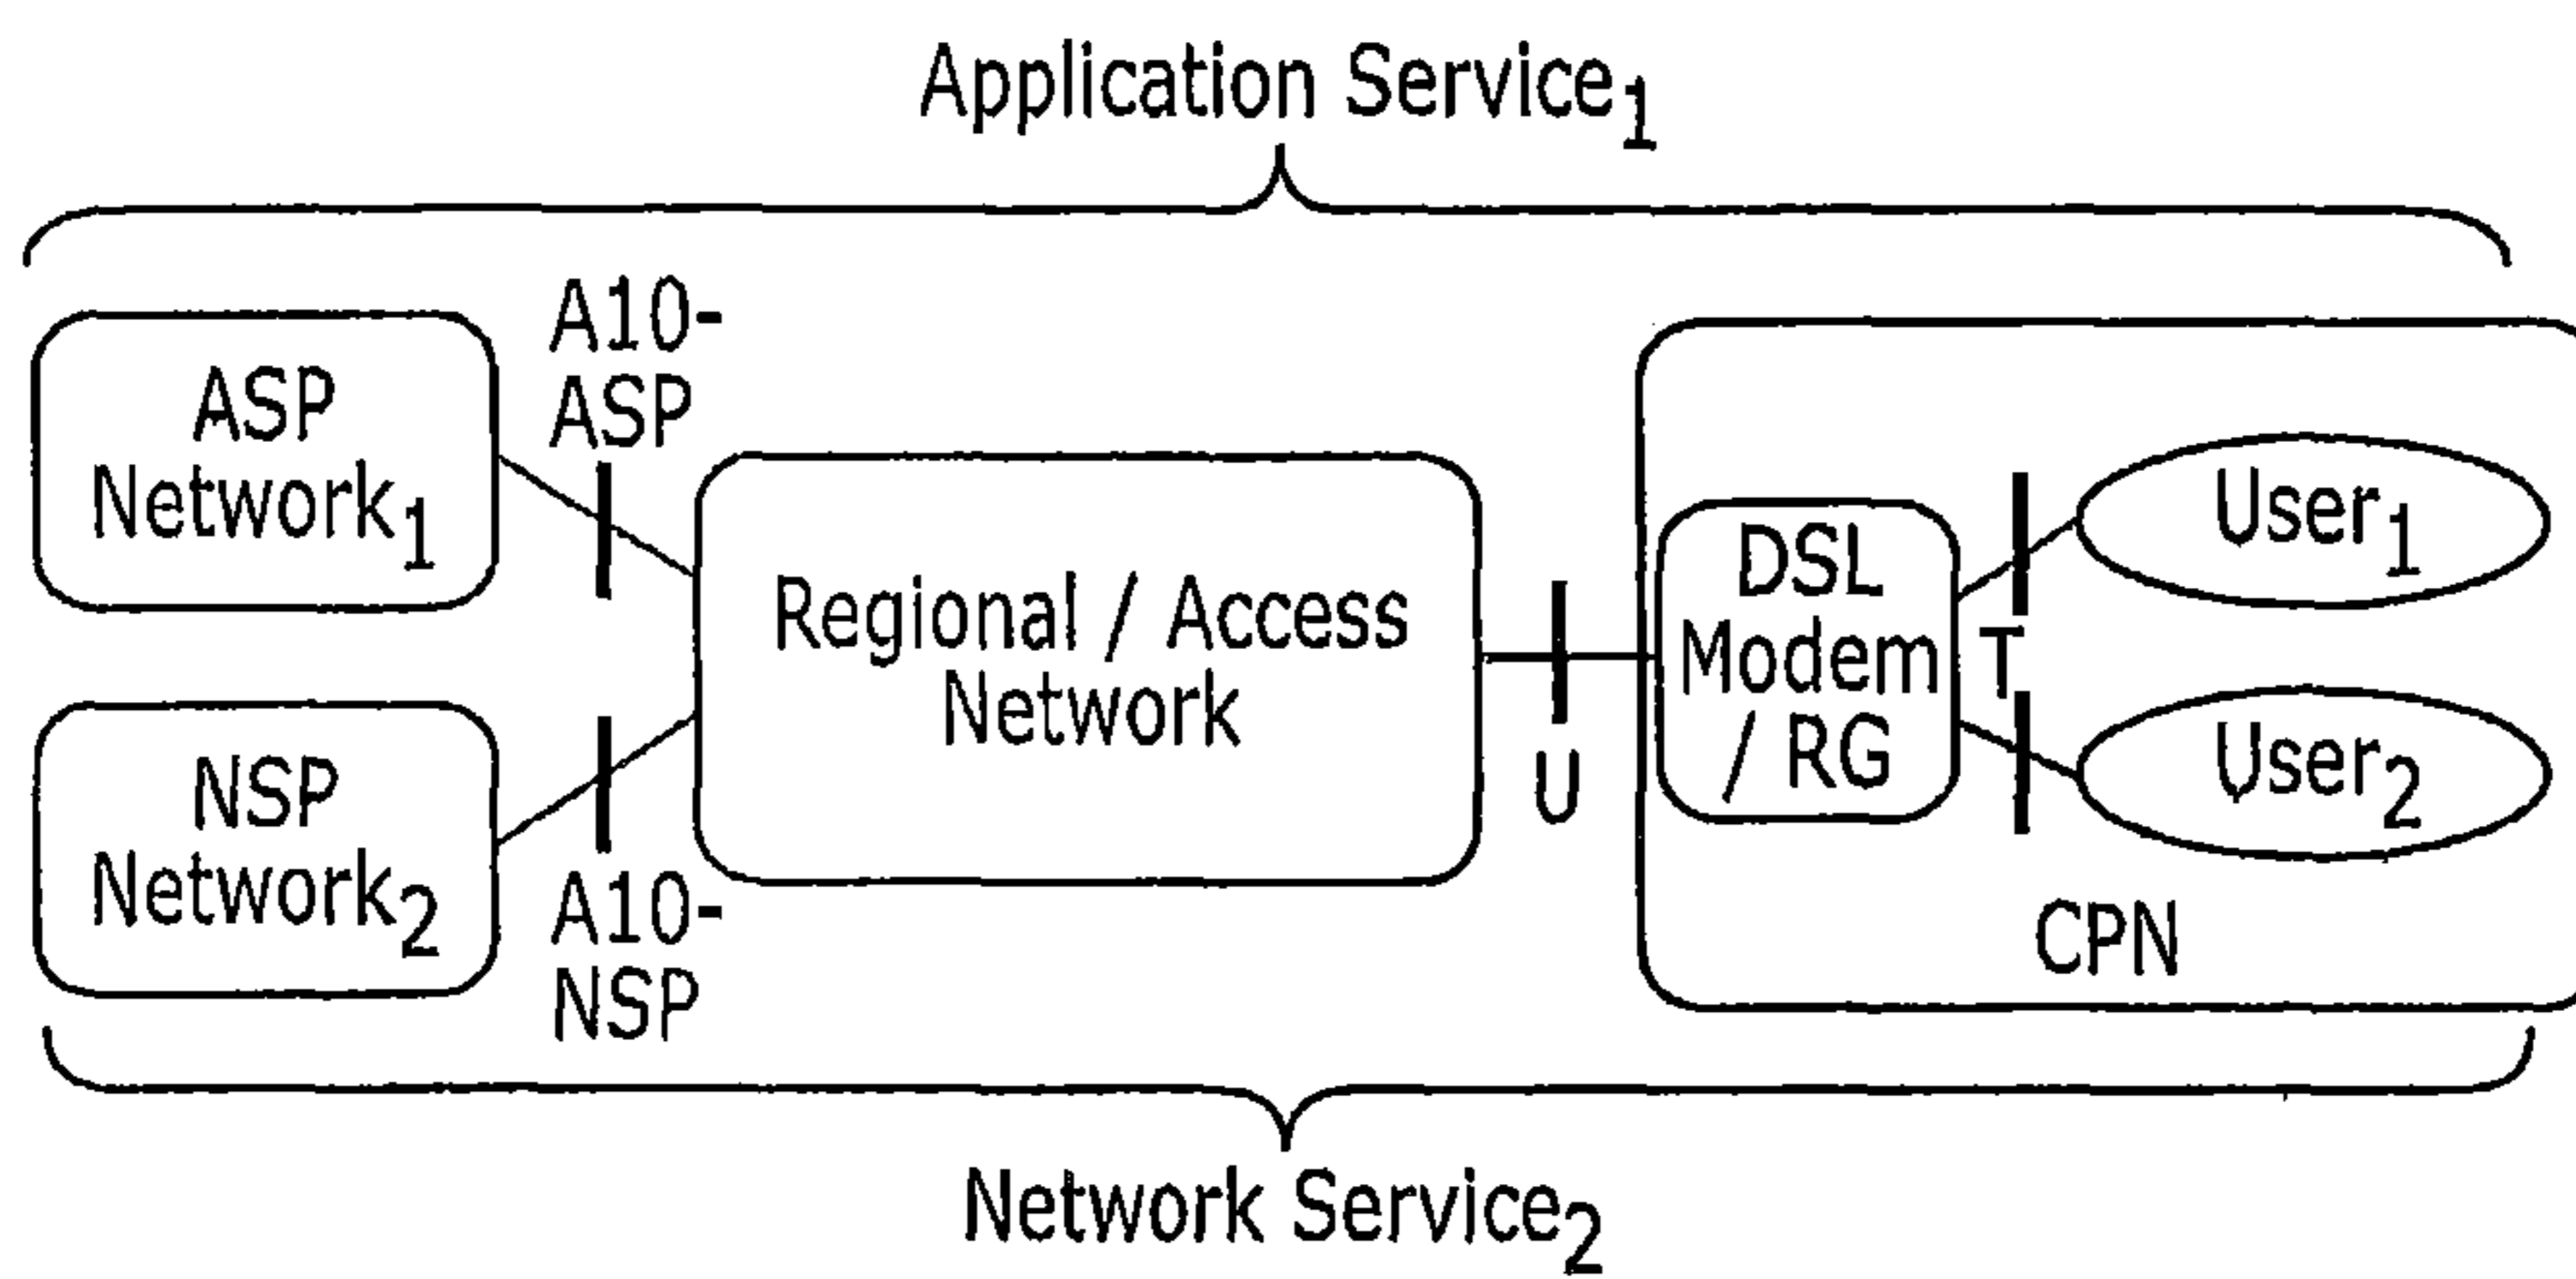 Application Service₁
A10-
ASP
ASP
Network₁
Regional / Access
Network
NSP
Network₂
A10-
NSP
U
DSL
Modem
/ RG
T
User₁
User₂
CPN
Network Service₂